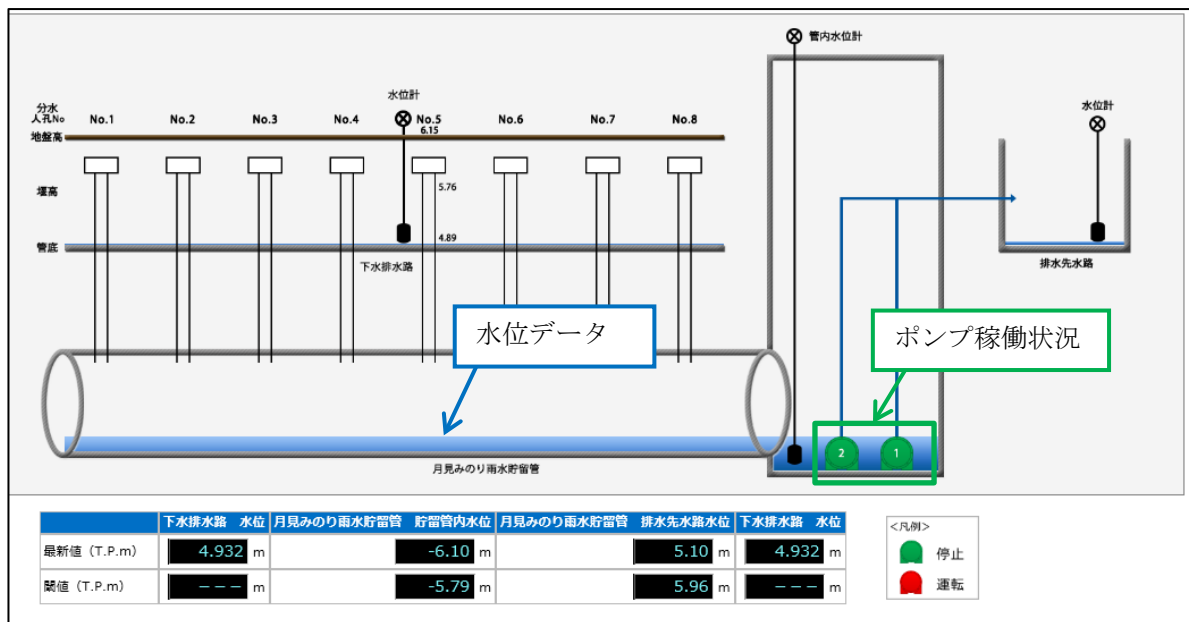 管内水位計
水位計
水位計
分水
人孔No
No.1 No.2 No.3 No.4 No.5 No.6 No.7 No.8
6.15
地盤高
堰高
5.76
管底
4.89
下水排水路
排水先水路
水位データ
ポンプ稼働状況
2 1
月見みのり雨水貯留管
下水排水路 水位 月見みのり雨水貯留管 貯留管内水位 月見みのり雨水貯留管 排水先水路水位 下水排水路 水位
最新値（T.P.m） 4.932 m -6.10 m 5.10 m 4.932 m
閾値（T.P.m） --- m -5.79 m 5.96 m --- m
<凡例>
停止
運転